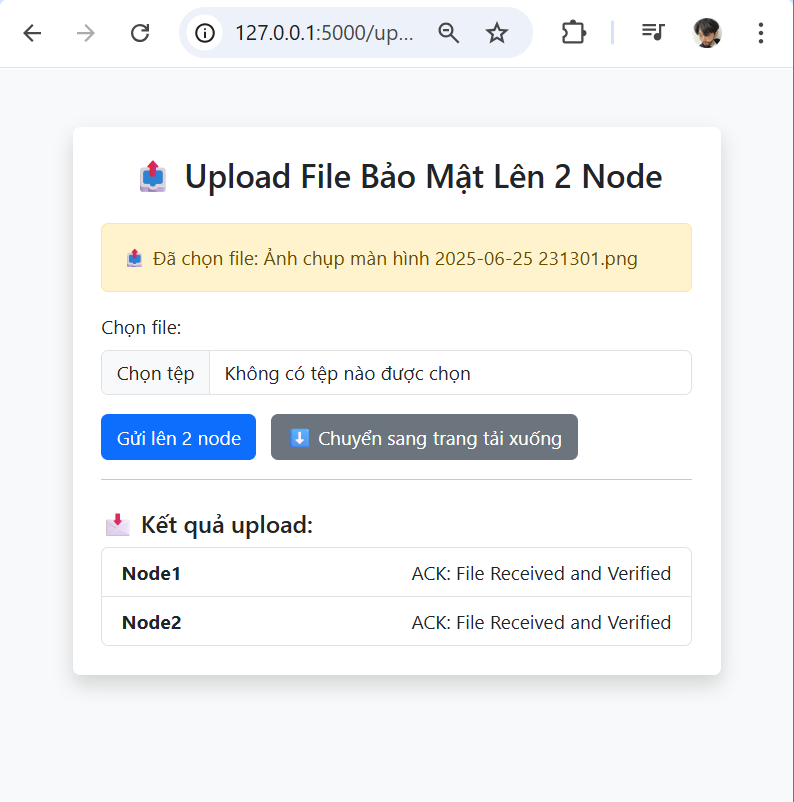 127.0.0.1:5000/up...
Upload File Bảo Mật Lên 2 Node
Đã chọn file: Ảnh chụp màn hình 2025-06-25 231301.png
Chọn file:
Chọn tệp Không có tệp nào được chọn
Gửi lên 2 node Chuyển sang trang tải xuống
Kết quả upload:
Node1 ACK: File Received and Verified
Node2 ACK: File Received and Verified